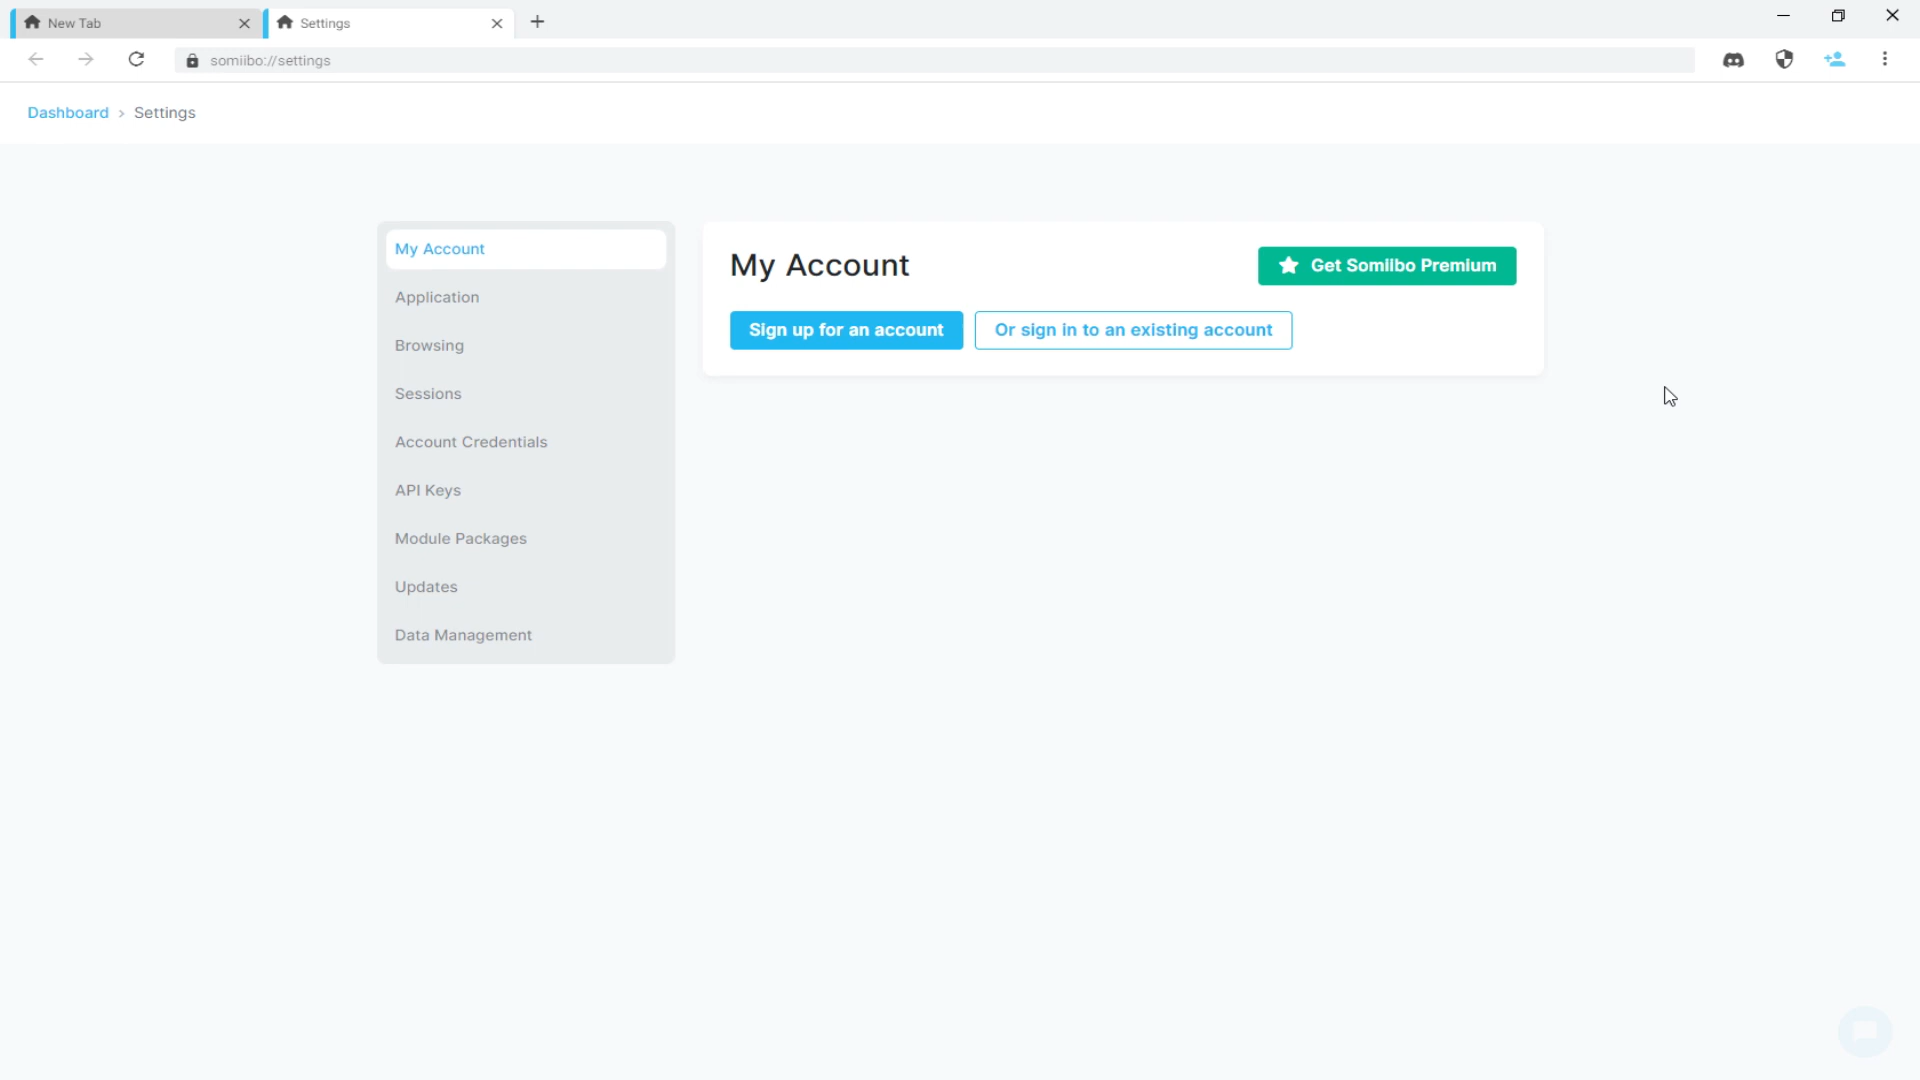 New Tab
Settings
somiibo://settings
Dashboard > Settings
My Account
Application
Browsing
Sessions
Account Credentials
API Keys
Module Packages
Updates
Data Management
My Account
Get Somiibo Premium
Sign up for an account
Or sign in to an existing account